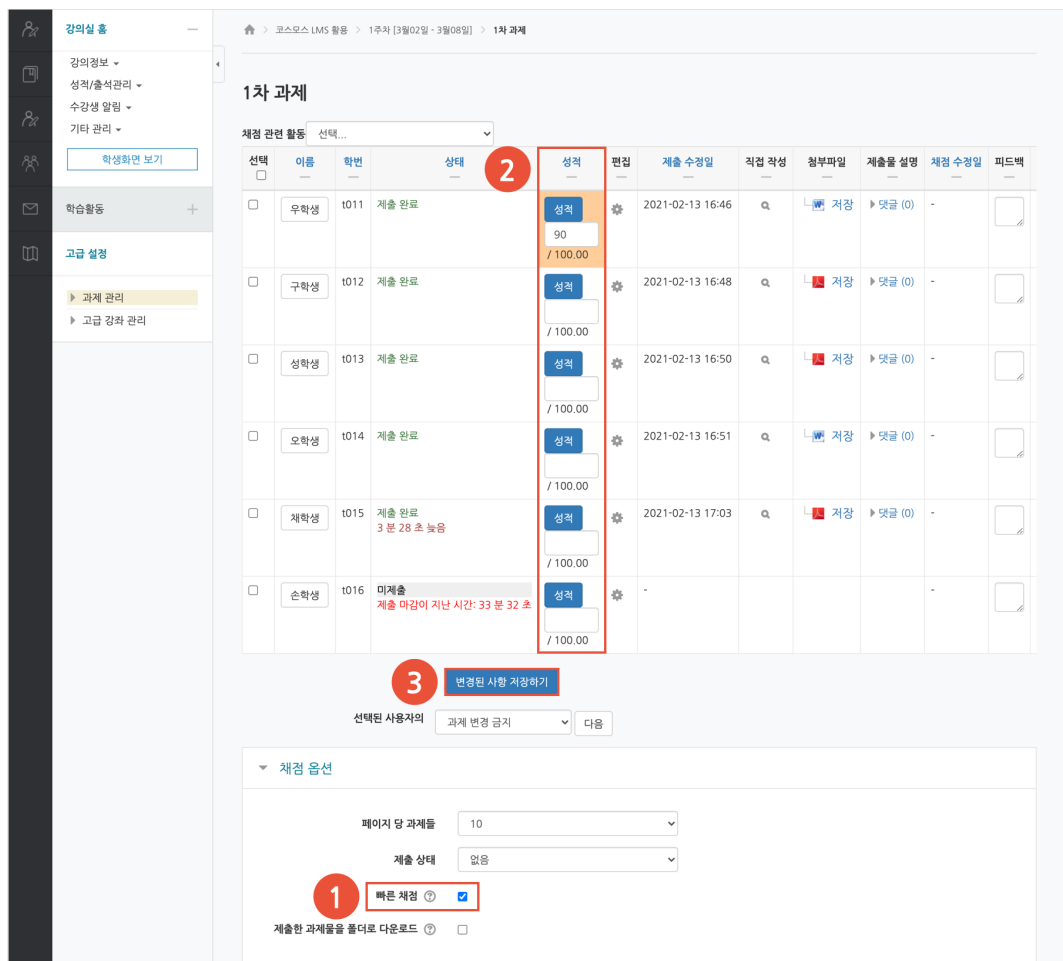 강의실 홈
강의정보
성적/출석관리
수강생 알림
기타 관리
학생화면 보기
학습활동
고급 설정
과제 관리
고급 강좌 관리
코스모스 LMS 활용 > 1주차 [3월02일 - 3월08일] > 1차 과제
1차 과제
채점 관련 활동 선택...
선택 이름 학번 상태 2 성적 편집 제출 수정일 직접 작성 첨부파일 제출물 설명 채점 수정일 피드백
우학생 t011 제출 완료 성적 2021-02-13 16:46 저장 댓글 (0) -
90
/ 100.00
구학생 t012 제출 완료 성적 2021-02-13 16:48 저장 댓글 (0) -
/ 100.00
성학생 t013 제출 완료 성적 2021-02-13 16:50 저장 댓글 (0) -
/ 100.00
오학생 t014 제출 완료 성적 2021-02-13 16:51 저장 댓글 (0) -
/ 100.00
채학생 t015 제출 완료 성적 2021-02-13 17:03 저장 댓글 (0) -
3 분 28 초 늦음
/ 100.00
손학생 t016 미제출 성적 - -
제출 마감이 지난 시간: 33 분 32 초
/ 100.00
3 변경된 사항 저장하기
선택된 사용자의 과제 변경 금지 다음
채점 옵션
페이지 당 과제들 10
제출 상태 없음
1 빠른 채점
제출한 과제물을 폴더로 다운로드